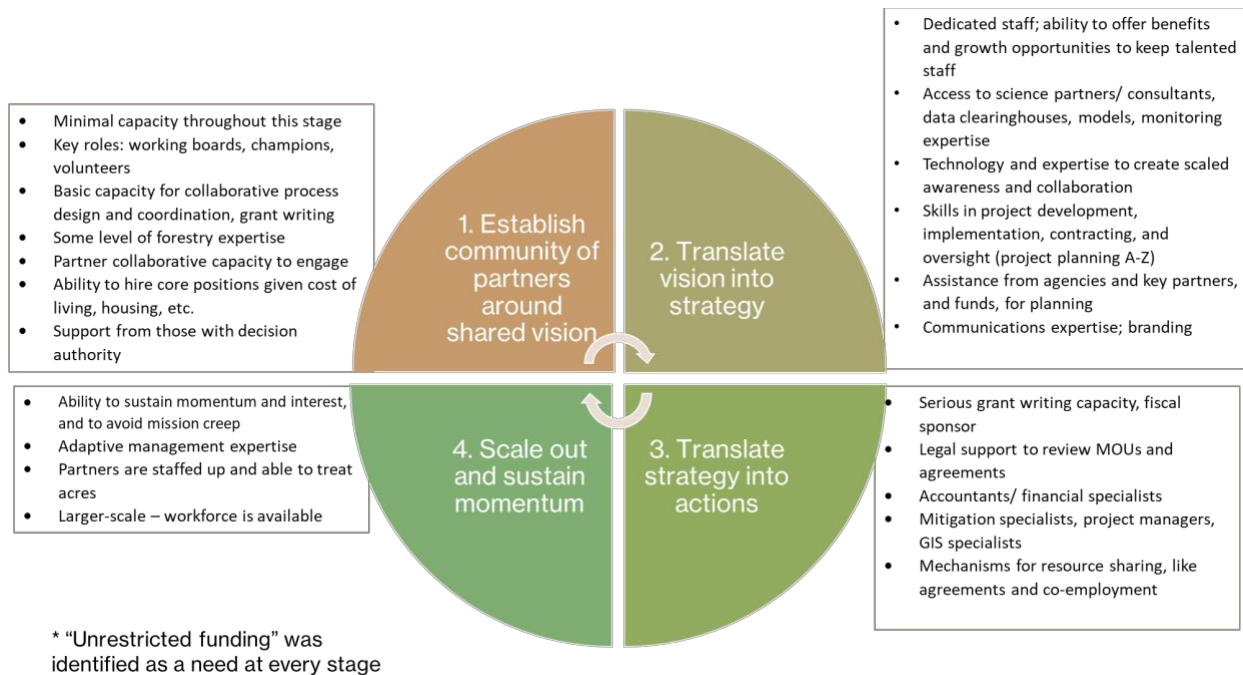 • Minimal capacity throughout this stage
• Key roles: working boards, champions,
volunteers
• Basic capacity for collaborative process
design and coordination, grant writing
• Some level of forestry expertise
• Partner collaborative capacity to engage
• Ability to hire core positions given cost of
living, housing, etc.
• Support from those with decision
authority
1. Establish
community of
partners
around
shared vision
2. Translate
vision into
strategy
• Dedicated staff; ability to offer benefits
and growth opportunities to keep talented
staff
• Access to science partners/ consultants,
data clearinghouses, models, monitoring
expertise
• Technology and expertise to create scaled
awareness and collaboration
• Skills in project development,
implementation, contracting, and
oversight (project planning A-Z)
• Assistance from agencies and key partners,
and funds, for planning
• Communications expertise; branding
• Ability to sustain momentum and interest,
and to avoid mission creep
• Adaptive management expertise
• Partners are staffed up and able to treat
acres
• Larger-scale – workforce is available
4. Scale out
and sustain
momentum
3. Translate
strategy into
actions
• Serious grant writing capacity, fiscal
sponsor
• Legal support to review MOUs and
agreements
• Accountants/ financial specialists
• Mitigation specialists, project managers,
GIS specialists
• Mechanisms for resource sharing, like
agreements and co-employment
* “Unrestricted funding” was
identified as a need at every stage